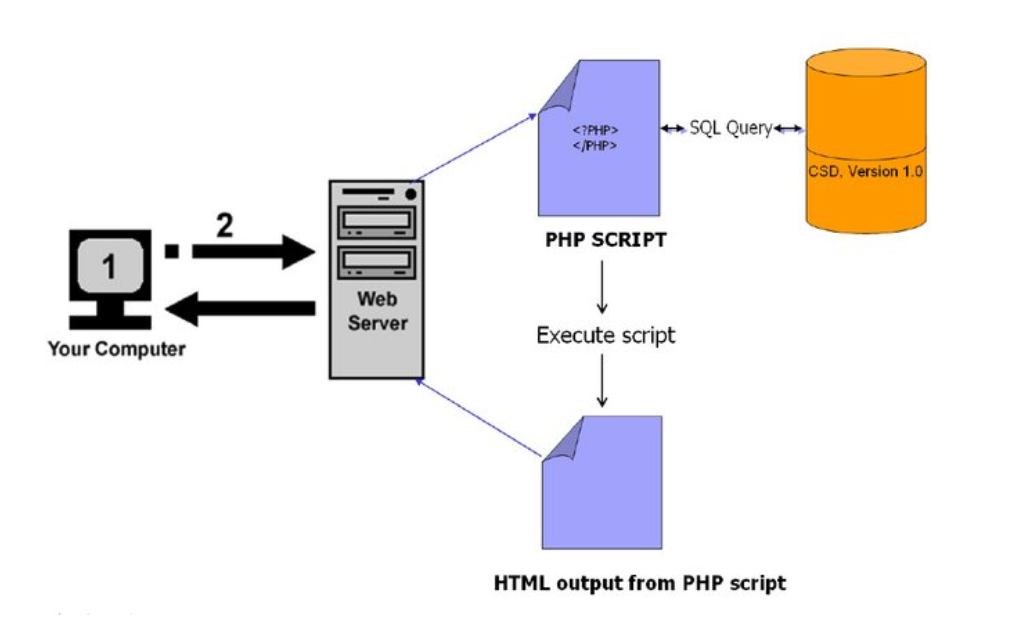 <?PHP>
</PHP>
SQL Query
CSD, Version 1.0
2
PHP SCRIPT
1
Web
Server
Execute script
Your Computer
HTML output from PHP script